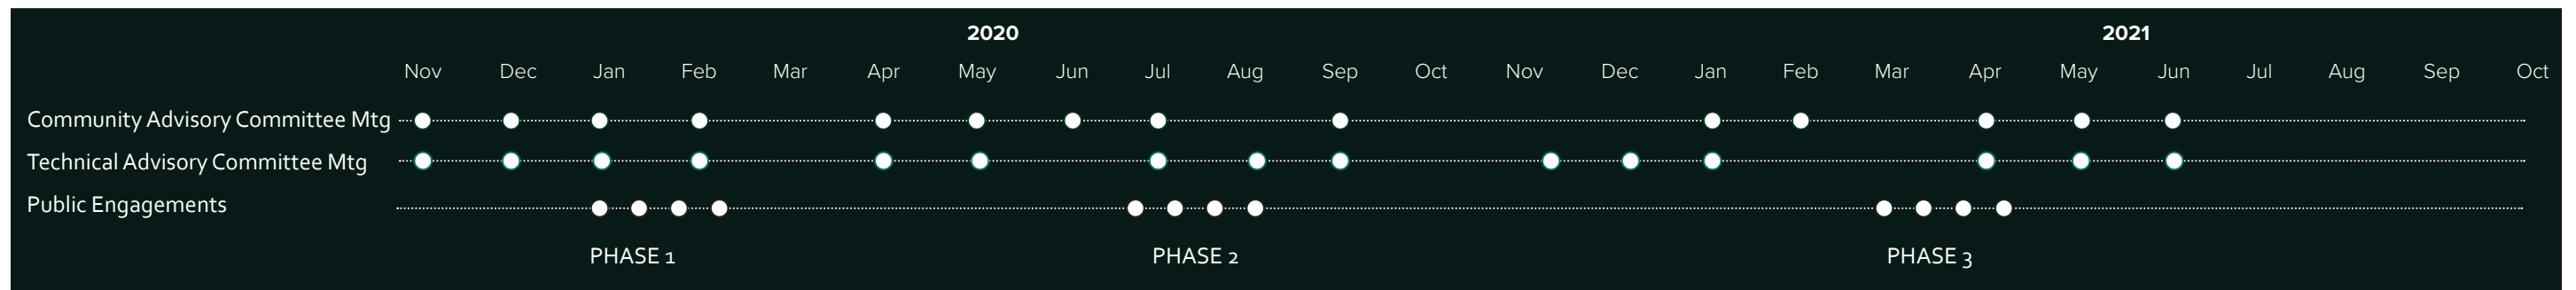 2020 2021
Nov Dec Jan Feb Mar Apr May Jun Jul Aug Sep Oct Nov Dec Jan Feb Mar Apr May Jun Jul Aug Sep Oct
Community Advisory Committee Mtg
Technical Advisory Committee Mtg
Public Engagements
PHASE 1 PHASE 2 PHASE 3